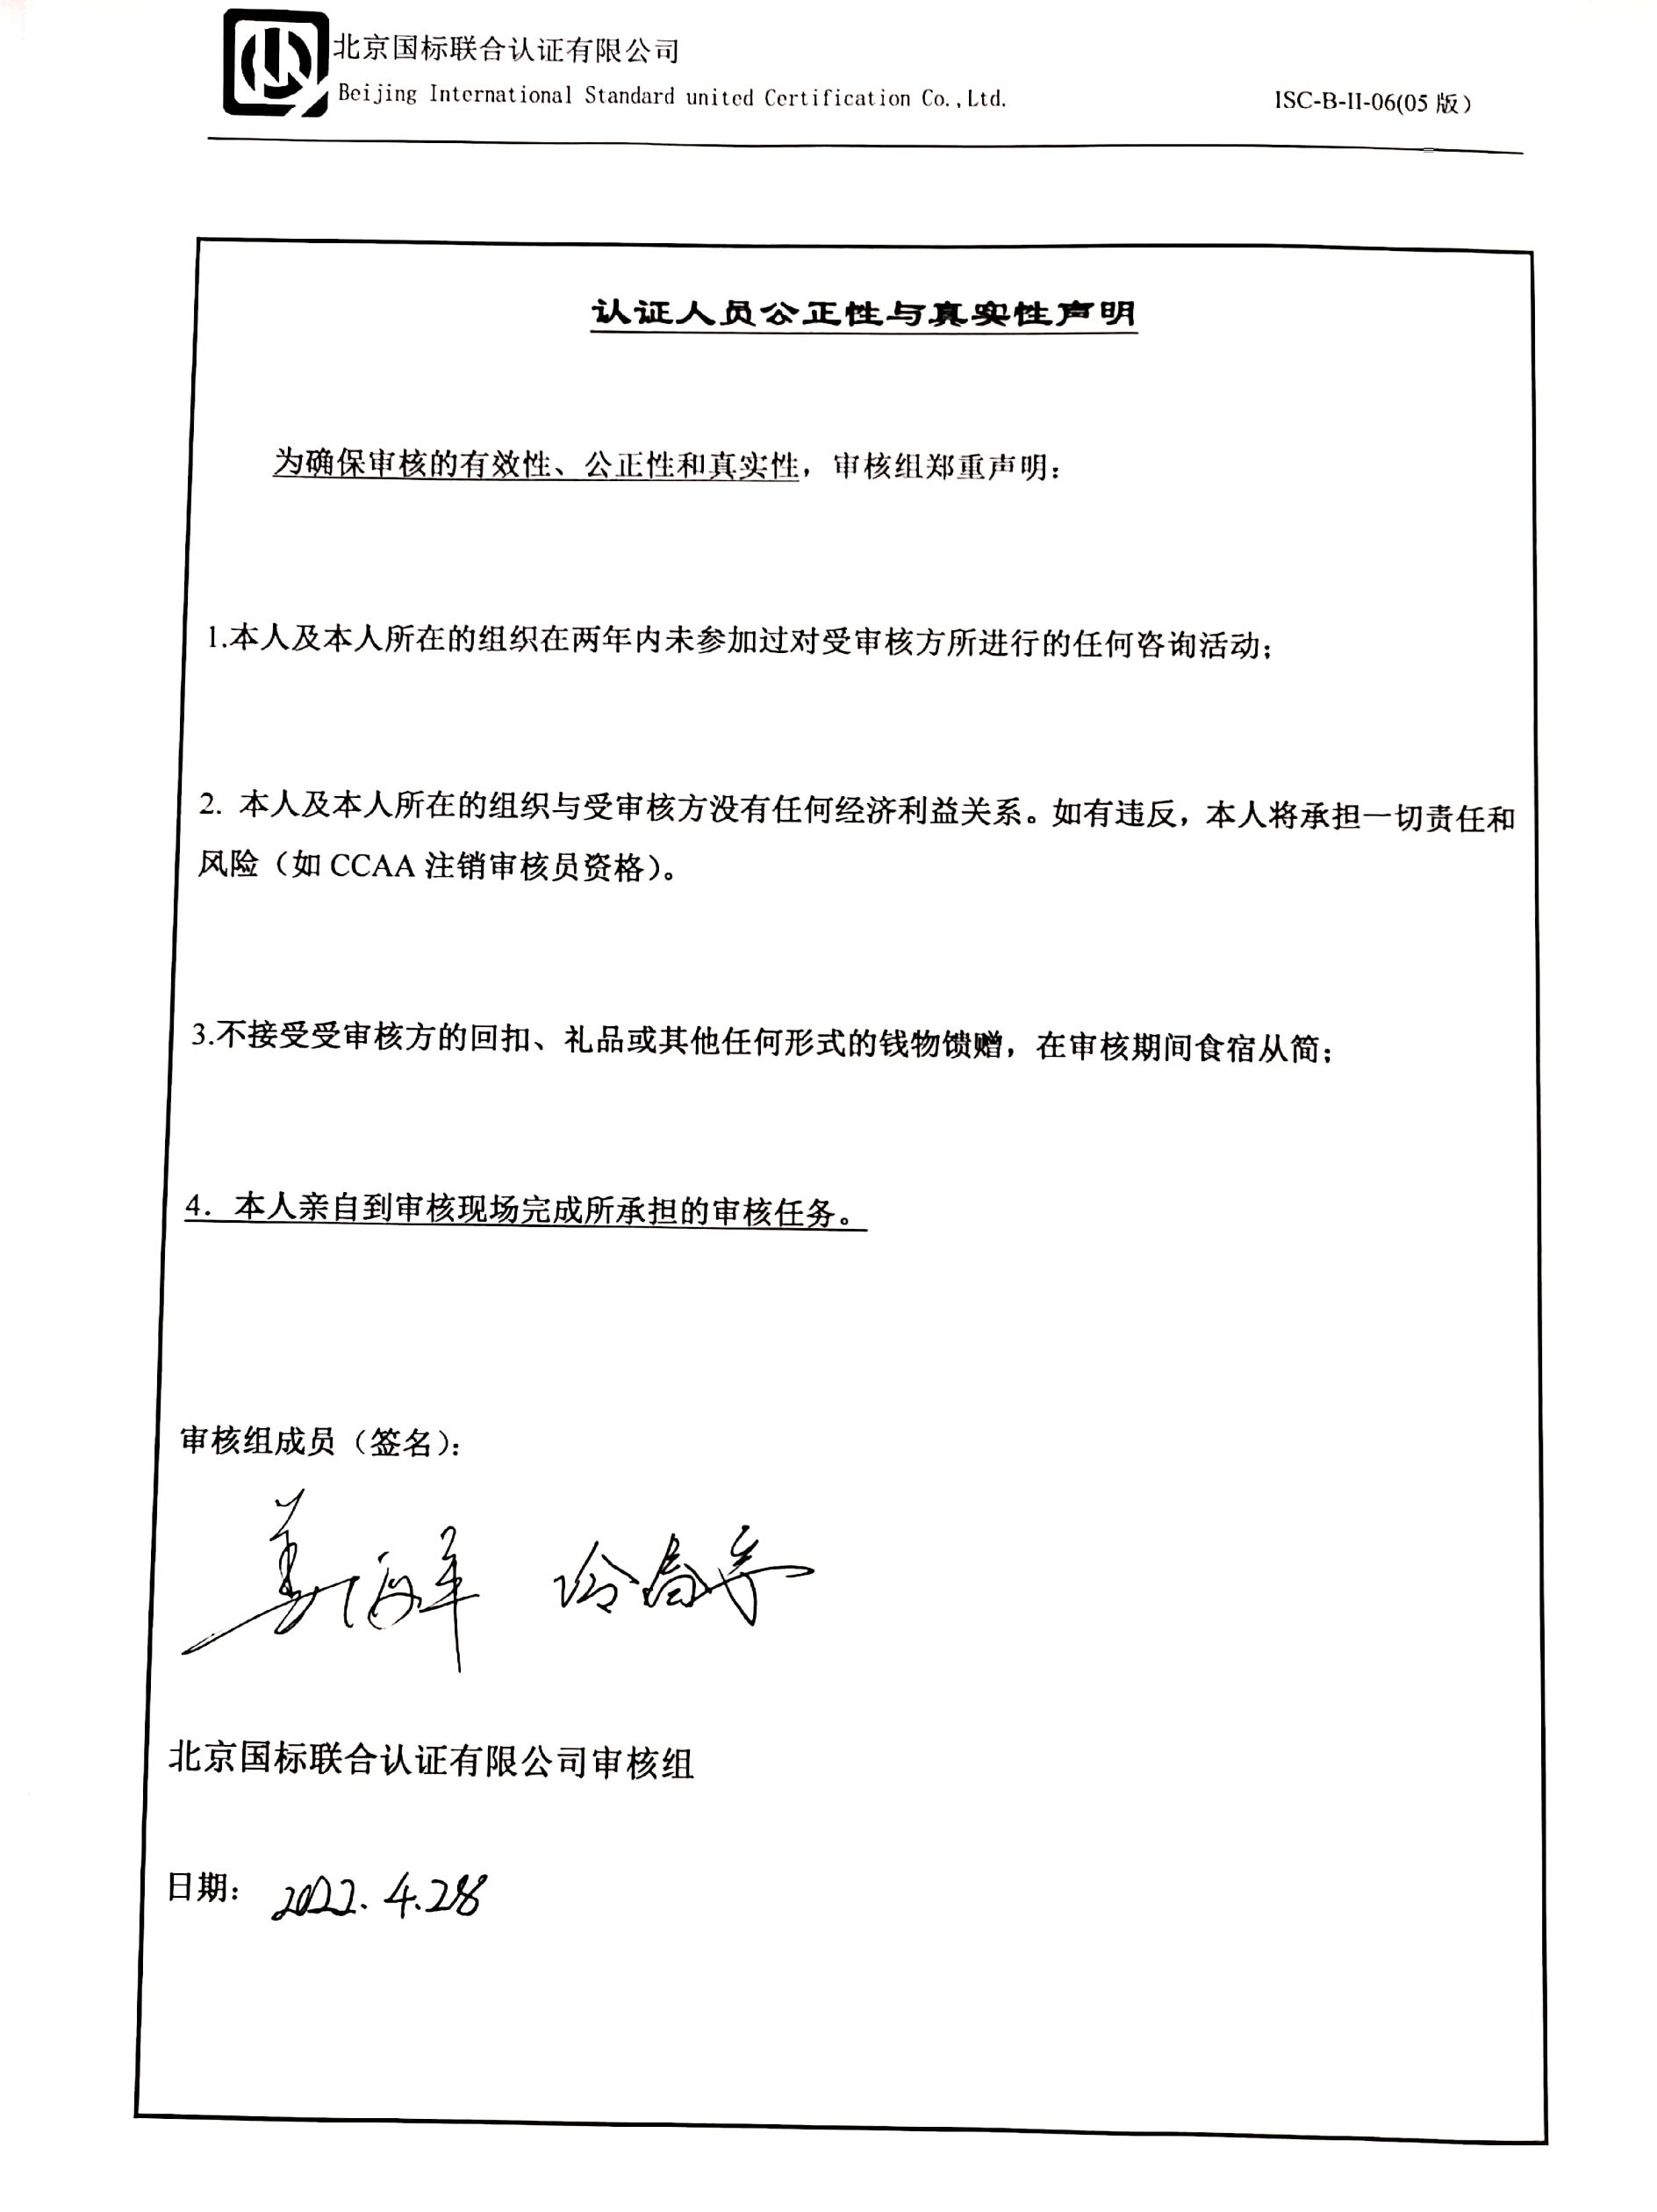 北京国标联合认证有限公司
Beijing International Standard united Certification Co.,Ltd.
ISC-B-II-06(05 版)
认证人员公正性与真实性声明
为确保审核的有效性、公正性和真实性，审核组郑重声明：
1.本人及本人所在的组织在两年内未参加过对受审核方所进行的任何咨询活动；
2. 本人及本人所在的组织与受审核方没有任何经济利益关系。如有违反，本人将承担一切责任和
风险（如 CCAA 注销审核员资格）。
3.不接受受审核方的回扣、礼品或其他任何形式的钱物馈赠，在审核期间食宿从简；
4. 本人亲自到审核现场完成所承担的审核任务。
审核组成员（签名）：
北京国标联合认证有限公司审核组
日期： 2022.4.28